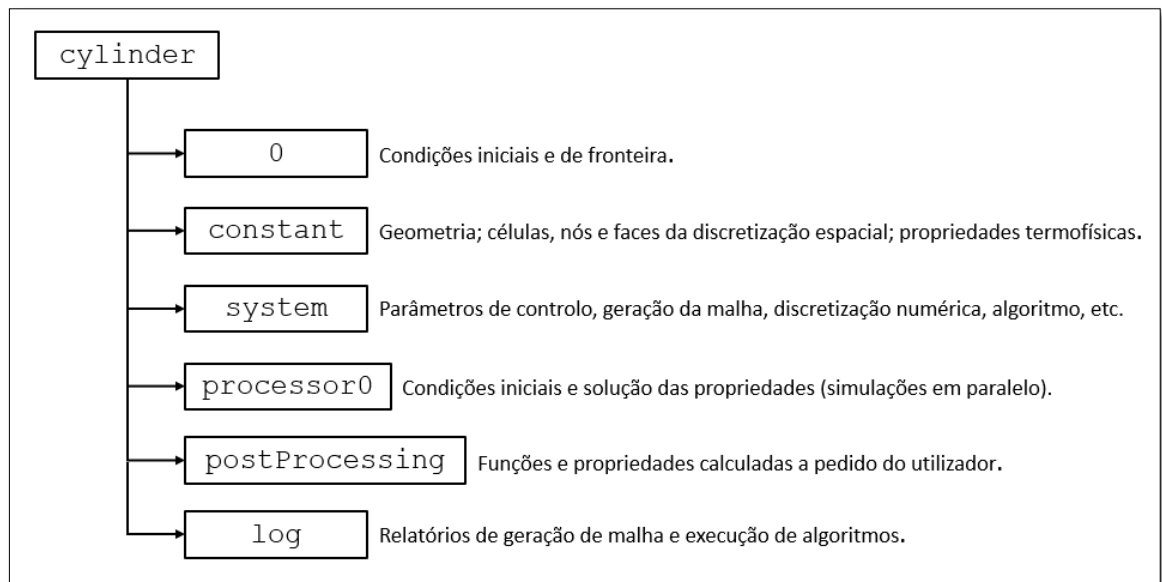 cylinder
0 Condições iniciais e de fronteira.
constant Geometria; células, nós e faces da discretização espacial; propriedades termofísicas.
system Parâmetros de controlo, geração da malha, discretização numérica, algoritmo, etc.
processor0 Condições iniciais e solução das propriedades (simulações em paralelo).
postProcessing Funções e propriedades calculadas a pedido do utilizador.
log Relatórios de geração de malha e execução de algoritmos.